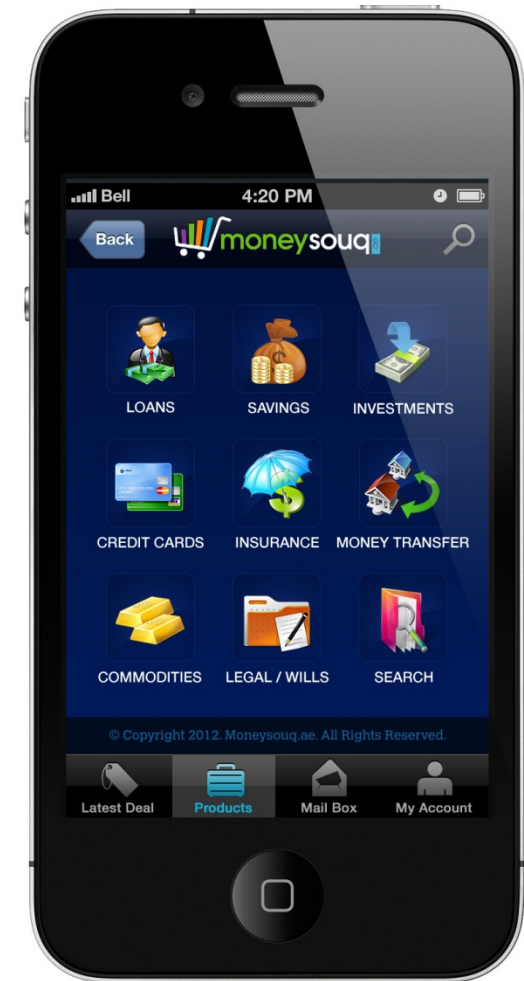 Bell 4:20 PM
Back moneysouq
LOANS SAVINGS INVESTMENTS
CREDIT CARDS INSURANCE MONEY TRANSFER
COMMODITIES LEGAL / WILLS SEARCH
© Copyright 2012. Moneysouq.ae. All Rights Reserved.
Latest Deal Products Mail Box My Account